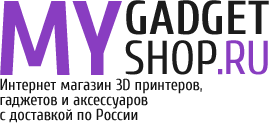 MY GADGET
SHOP.RU
Интернет магазин 3D принтеров,
гаджетов и аксессуаров
с доставкой по России